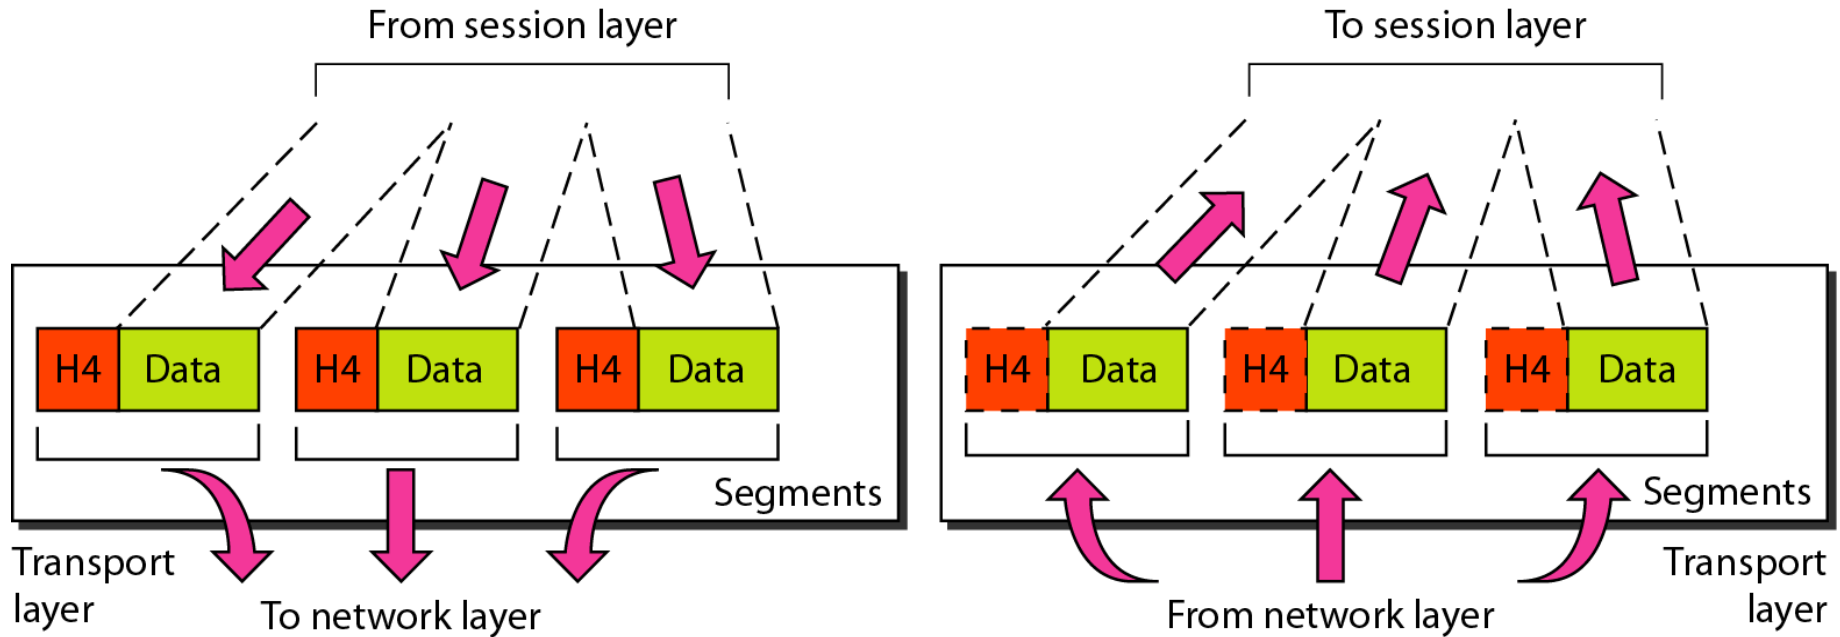 From session layer
H4 Data H4 Data H4 Data
Segments
Transport
layer
To network layer
To session layer
H4 Data H4 Data H4 Data
Segments
Transport
layer
From network layer